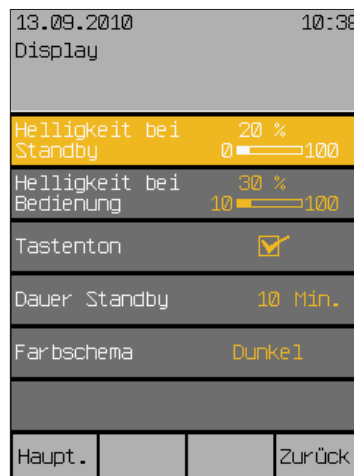 13.09.2010 10:38
Display
Helligkeit bei 20 %
Standby 0 100
Helligkeit bei 30 %
Bedienung 10 100
Tastenton
Dauer Standby 10 Min.
Farbschema Dunkel
Haupt. Zurück